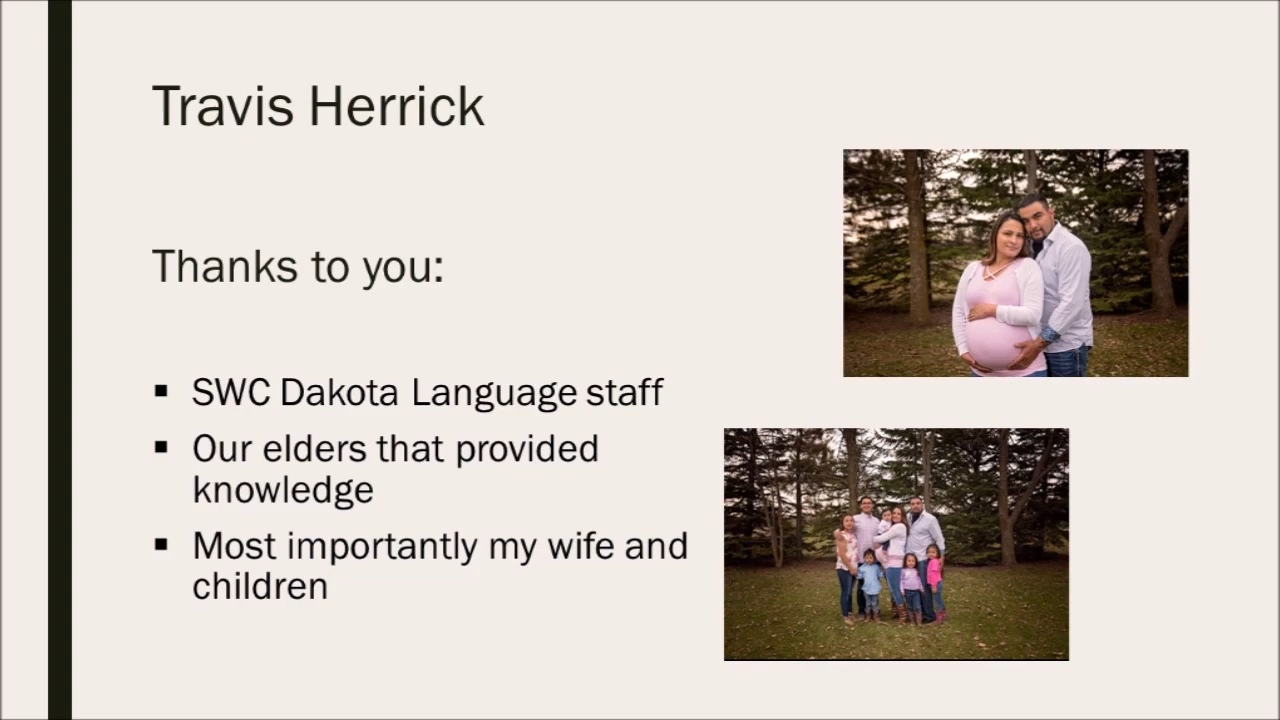 Travis Herrick
Thanks to you:
▪ SWC Dakota Language staff
▪ Our elders that provided
knowledge
▪ Most importantly my wife and
children